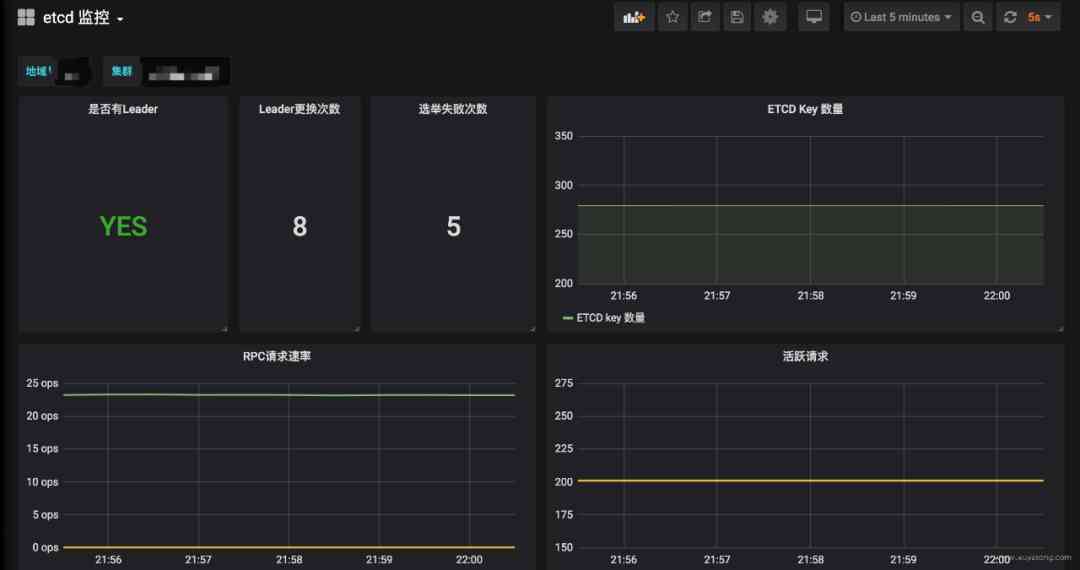 etcd 监控
Last 5 minutes
5s
地域
集群
是否有Leader
YES
Leader更换次数
8
选举失败次数
5
ETCD Key 数量
350
300
250
200
21:56 21:57 21:58 21:59 22:00
ETCD key 数量
RPC请求速率
25 ops
20 ops
15 ops
10 ops
5 ops
0 ops
21:56 21:57 21:58 21:59 22:00
活跃请求
275
250
225
200
175
150
21:56 21:57 21:58 21:59 22:00